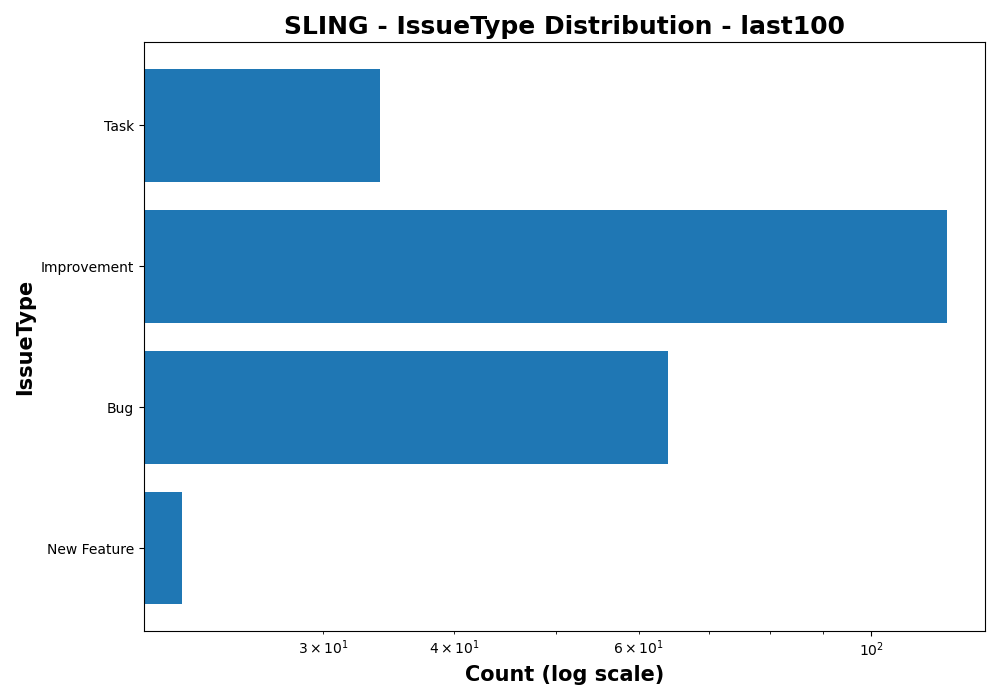 SLING - IssueType Distribution - last100
Task
Improvement
Bug
New Feature
IssueType
3 × 10¹ 4 × 10¹ 6 × 10¹ 10²
Count (log scale)